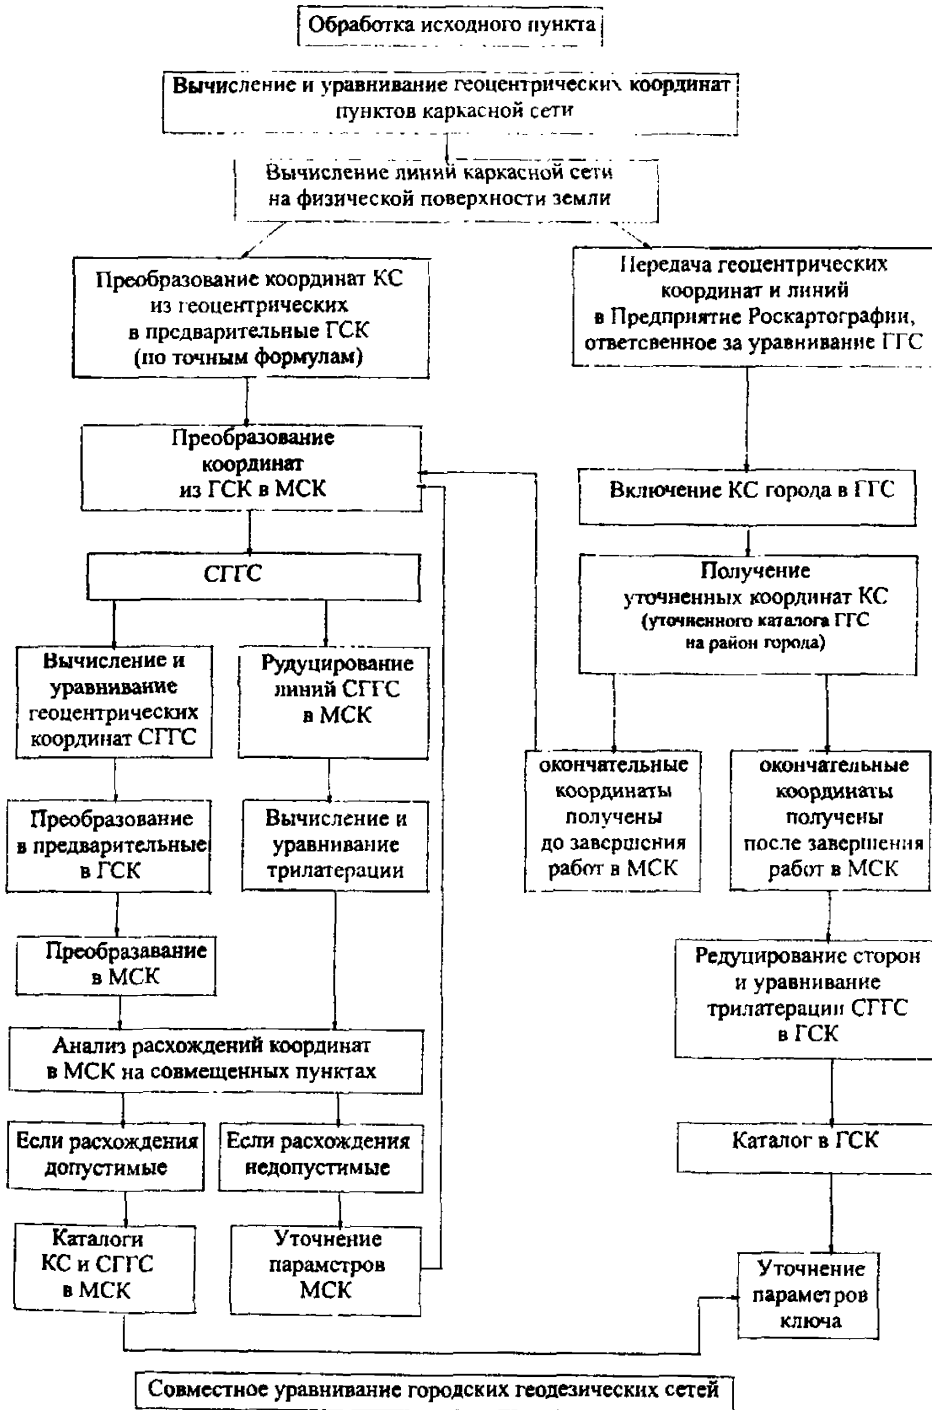 Обработка исходного пункта
Вычисление и уравнивание геоцентрических координат
пунктов каркасной сети
Вычисление линий каркасной сети
на физической поверхности земли
Преобразование координат КС
из геоцентрических
в предварительные ГСК
(по точным формулам)
Передача геоцентрических
координат и линий
в Предприятие Роскартографии,
ответсвенное за уравнивание ГГС
Преобразование
координат
из ГСК в МСК
Включение КС города в ГГС
СГГС
Получение
уточненных координат КС
(уточненного каталога ГГС
на район города)
Вычисление и
уравнивание
геоцентрических
координат СГГС
Рудуцирование
линий СГГС
в МСК
окончательные
координаты
получены
до завершения
работ в МСК
окончательные
координаты
получены
после завершения
работ в МСК
Преобразование
в предварительные
в ГСК
Вычисление и
уравнивание
трилатерации
Преобразавание
в МСК
Редуцирование сторон
и уравнивание
трилатерации СГГС
в ГСК
Анализ расхождений координат
в МСК на совмещенных пунктах
Если расхождения
допустимые
Если расхождения
недопустимые
Каталог в ГСК
Каталоги
КС и СГГС
в МСК
Уточнение
параметров
МСК
Уточнение
параметров
ключа
Совместное уравнивание городских геодезических сетей